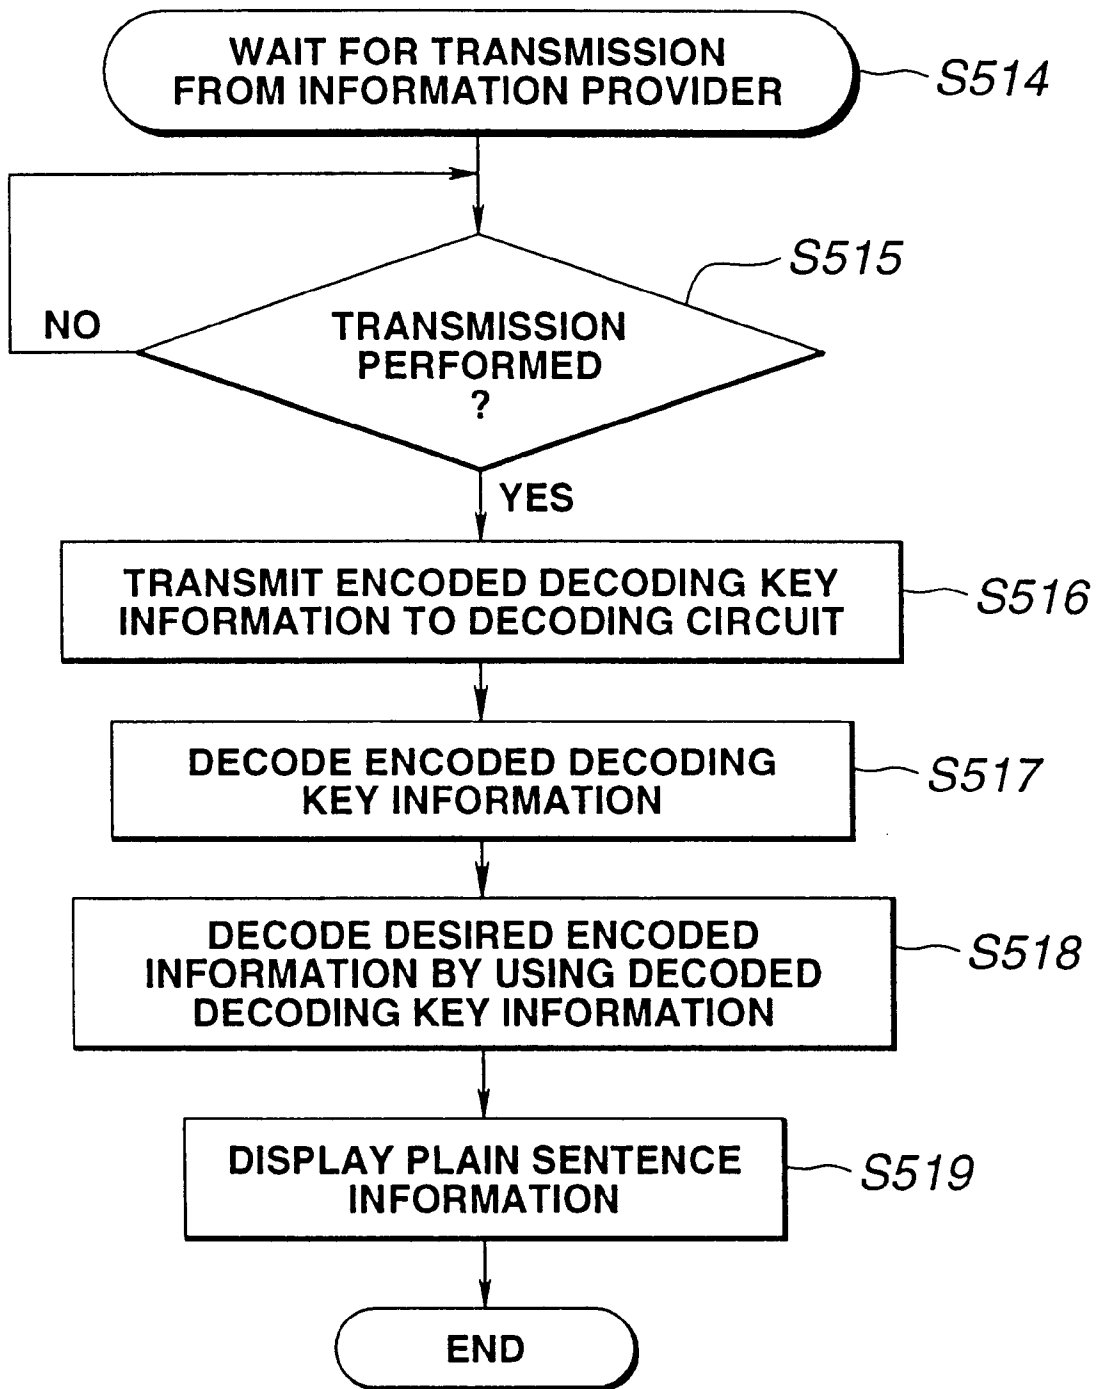 WAIT FOR TRANSMISSION
FROM INFORMATION PROVIDER
S514
S515
TRANSMISSION
PERFORMED
?
NO
YES
TRANSMIT ENCODED DECODING KEY
INFORMATION TO DECODING CIRCUIT
S516
DECODE ENCODED DECODING
KEY INFORMATION
S517
DECODE DESIRED ENCODED
INFORMATION BY USING DECODED
DECODING KEY INFORMATION
S518
DISPLAY PLAIN SENTENCE
INFORMATION
S519
END